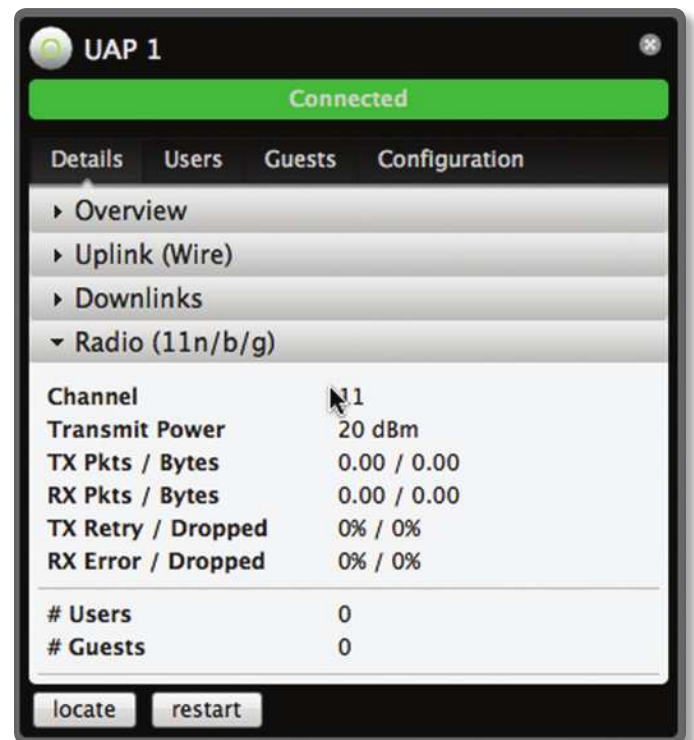 UAP 1
Connected
Details Users Guests Configuration
Overview
Uplink (Wire)
Downlinks
Radio (11n/b/g)
Channel 11
Transmit Power 20 dBm
TX Pkts / Bytes 0.00 / 0.00
RX Pkts / Bytes 0.00 / 0.00
TX Retry / Dropped 0% / 0%
RX Error / Dropped 0% / 0%
# Users 0
# Guests 0
locate restart